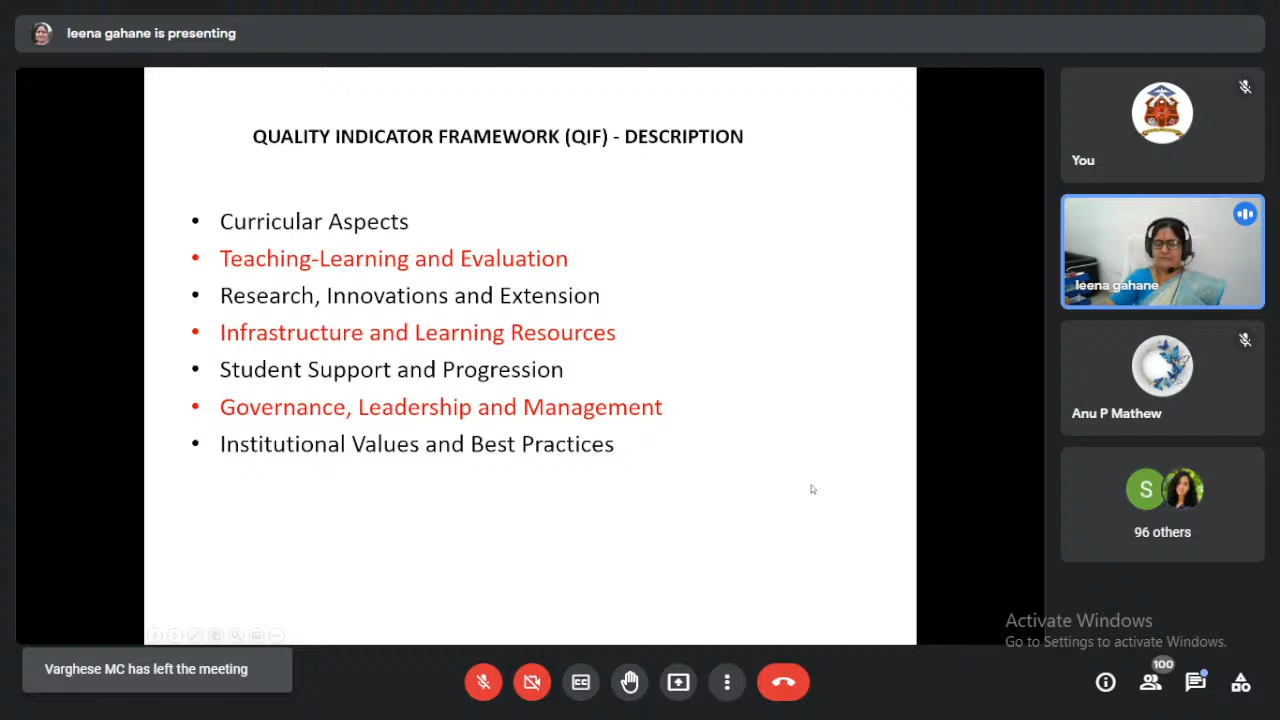 leena gahane is presenting
QUALITY INDICATOR FRAMEWORK (QIF) - DESCRIPTION
• Curricular Aspects
• Teaching-Learning and Evaluation
• Research, Innovations and Extension
• Infrastructure and Learning Resources
• Student Support and Progression
• Governance, Leadership and Management
• Institutional Values and Best Practices
You
leena gahane
Anu P Mathew
S
96 others
Activate Windows
Go to Settings to activate Windows.
Varghese MC has left the meeting
CC
100